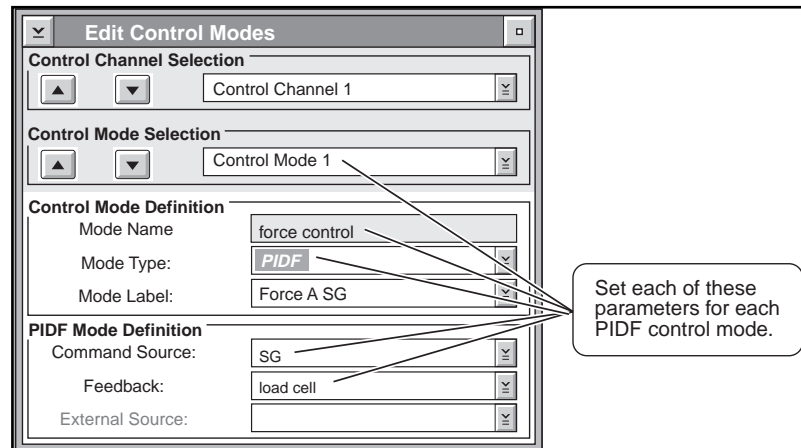 Edit Control Modes
Control Channel Selection
Control Channel 1
Control Mode Selection
Control Mode 1
Control Mode Definition
Mode Name
force control
Mode Type:
PIDF
Mode Label:
Force A SG
PIDF Mode Definition
Command Source:
SG
Feedback:
load cell
External Source:
Set each of these
parameters for each
PIDF control mode.